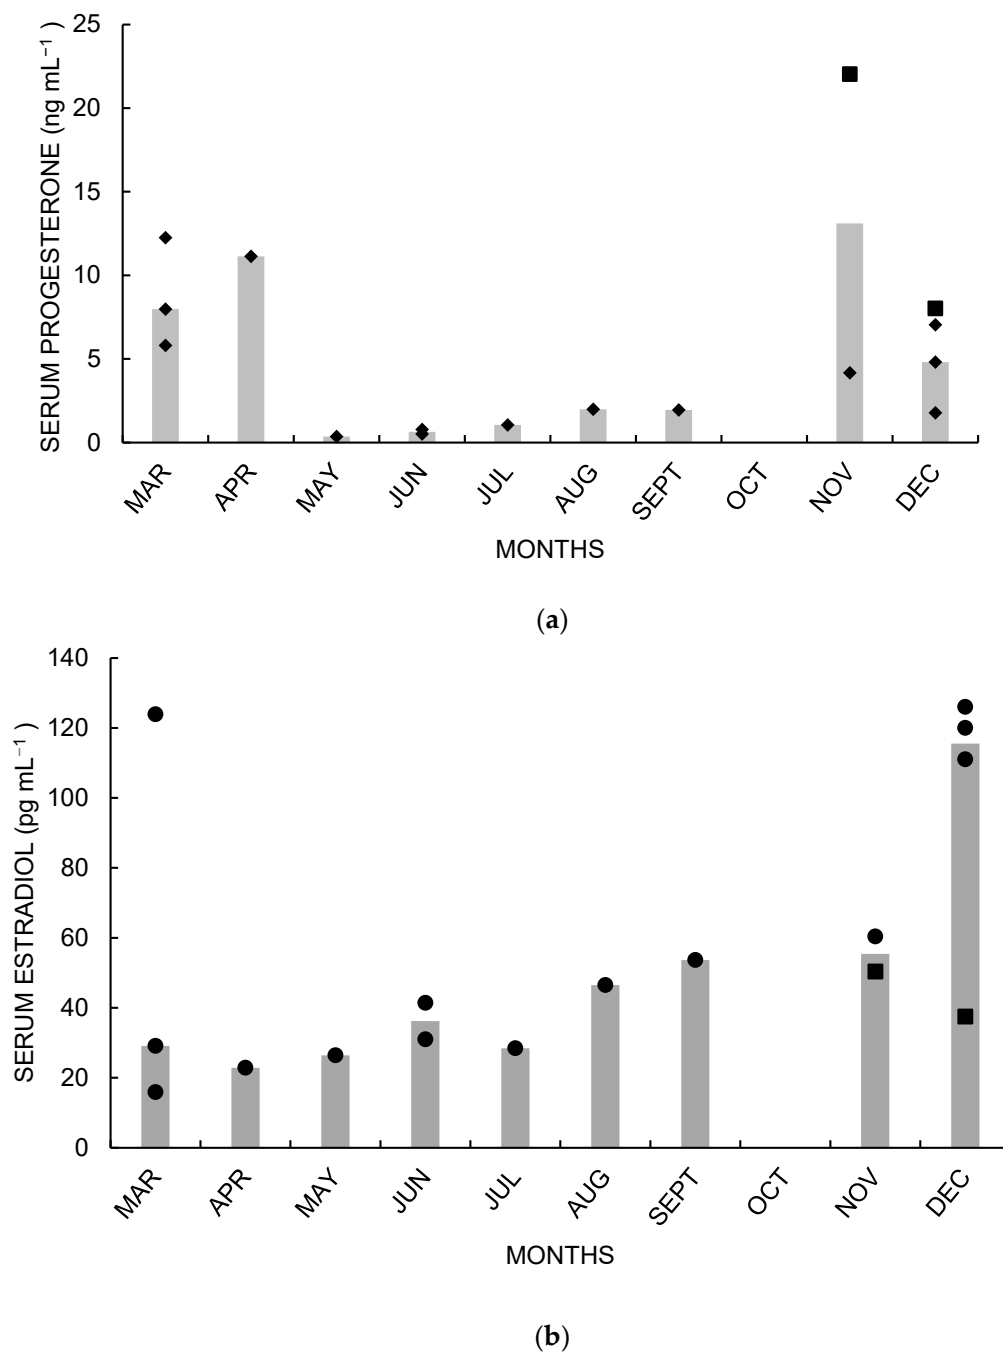 SERUM PROGESTERONE (ng mL⁻¹ )
25
20
15
10
5
0
MAR APR MAY JUN JUL AUG SEPT OCT NOV DEC
MONTHS
(a)
SERUM ESTRADIOL (pg mL⁻¹ )
140
120
100
80
60
40
20
0
MAR APR MAY JUN JUL AUG SEPT OCT NOV DEC
MONTHS
(b)